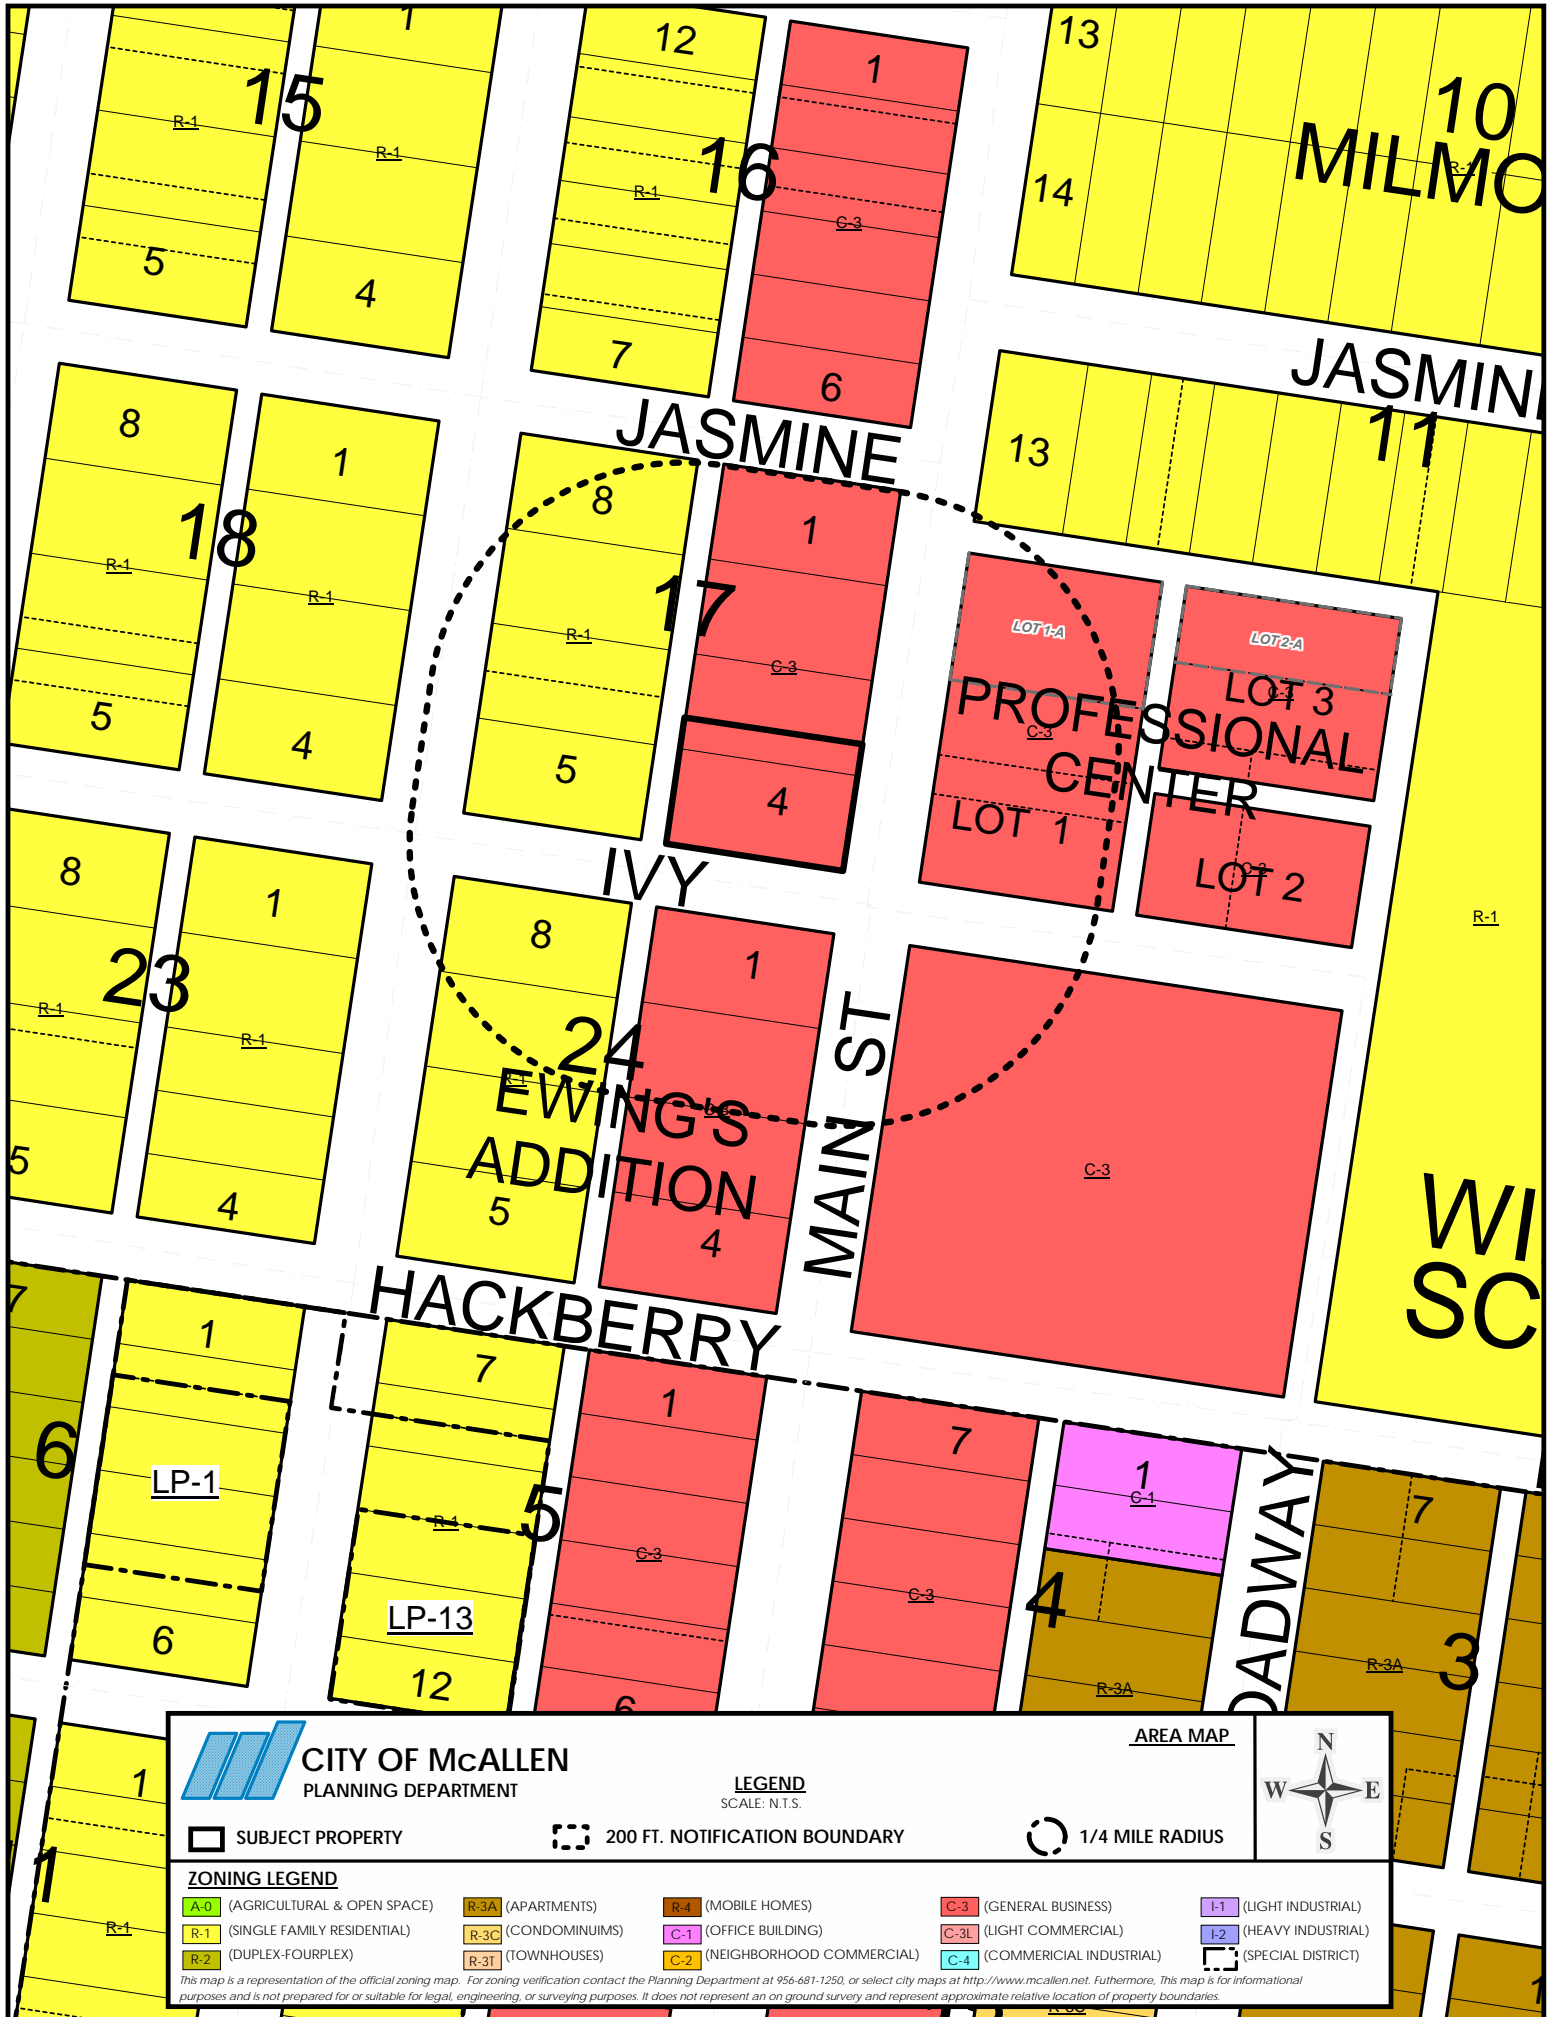 1
12
1
13
10
MILMO
R-1
15
R-1
R-1
16
R-1
C-3
14
5
4
7
6
JASMINE
JASMIN
11
13
8
1
8
1
18
17
R-1
R-1
R-1
C-3
LOT 1-A
LOT 2-A
LOT 3
C-3
PROFESSIONAL
C-3
CENTER
LOT 1
LOT 2
C-3
5
4
5
4
R-1
IVY
8
1
8
1
23
24
R-1
R-1
R-1
C-3
EWING'S
ADDITION
MAIN ST
C-3
5
4
5
4
WI
SC
HACKBERRY
7
1
7
1
7
1
C-1
7
6
LP-1
R-1
5
C-3
C-3
4
R-3A
R-3A
3
LP-13
6
12
6
OADWAY
1
1
R-1
CITY OF McALLEN
PLANNING DEPARTMENT
AREA MAP
LEGEND
SCALE: N.T.S.
N
W E
S
SUBJECT PROPERTY 200 FT. NOTIFICATION BOUNDARY 1/4 MILE RADIUS
ZONING LEGEND
A-0 (AGRICULTURAL & OPEN SPACE) R-3A (APARTMENTS) R-4 (MOBILE HOMES) C-3 (GENERAL BUSINESS) I-1 (LIGHT INDUSTRIAL)
R-1 (SINGLE FAMILY RESIDENTIAL) R-3C (CONDOMINUIMS) C-1 (OFFICE BUILDING) C-3L (LIGHT COMMERCIAL) I-2 (HEAVY INDUSTRIAL)
R-2 (DUPLEX-FOURPLEX) R-3T (TOWNHOUSES) C-2 (NEIGHBORHOOD COMMERCIAL) C-4 (COMMERICIAL INDUSTRIAL) (SPECIAL DISTRICT)
This map is a representation of the official zoning map. For zoning verification contact the Planning Department at 956-681-1250, or select city maps at http://www.mcallen.net. Futhermore, This map is for informational
purposes and is not prepared for or suitable for legal, engineering, or surveying purposes. It does not represent an on ground survery and represent approximate relative location of property boundaries.